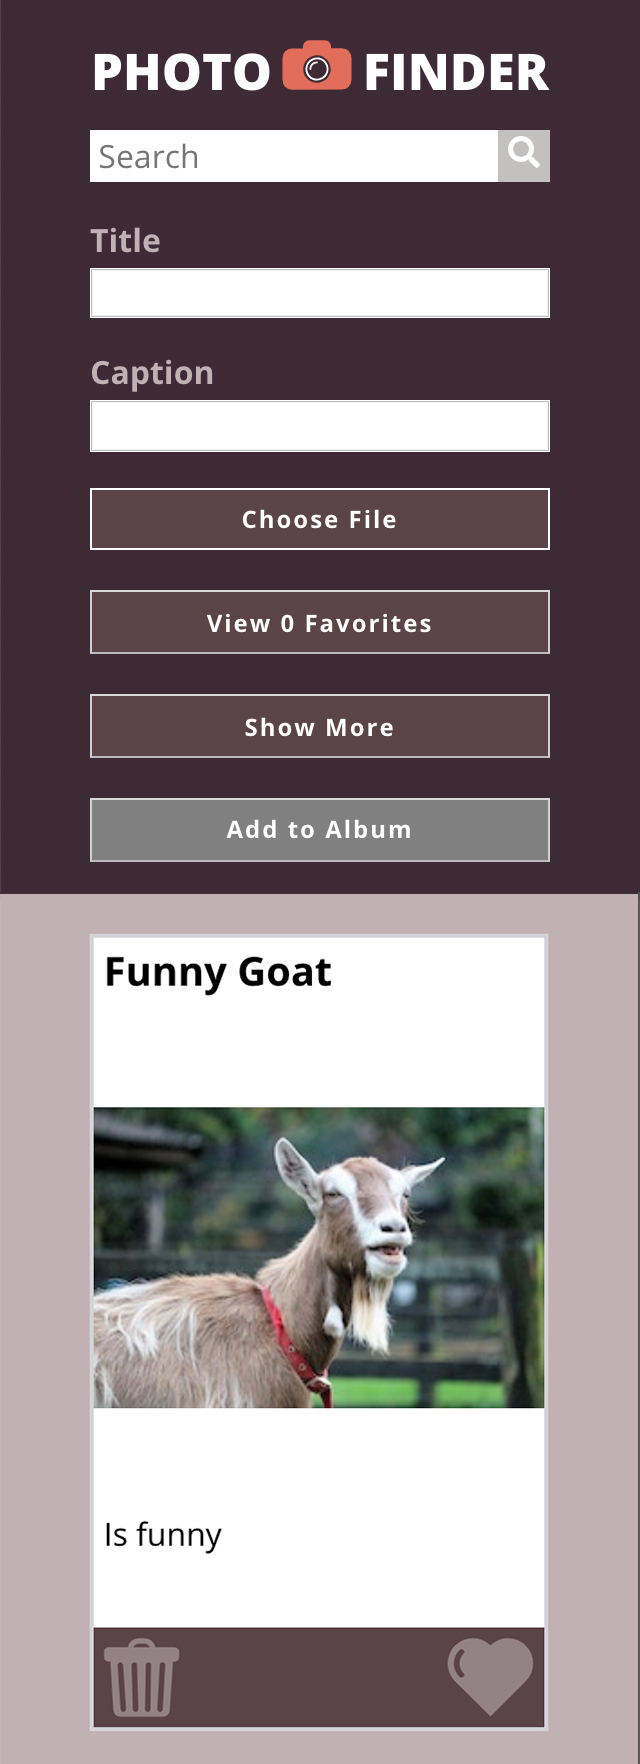 PHOTO FINDER
Search
Title
Caption
Choose File
View 0 Favorites
Show More
Add to Album
Funny Goat
Is funny